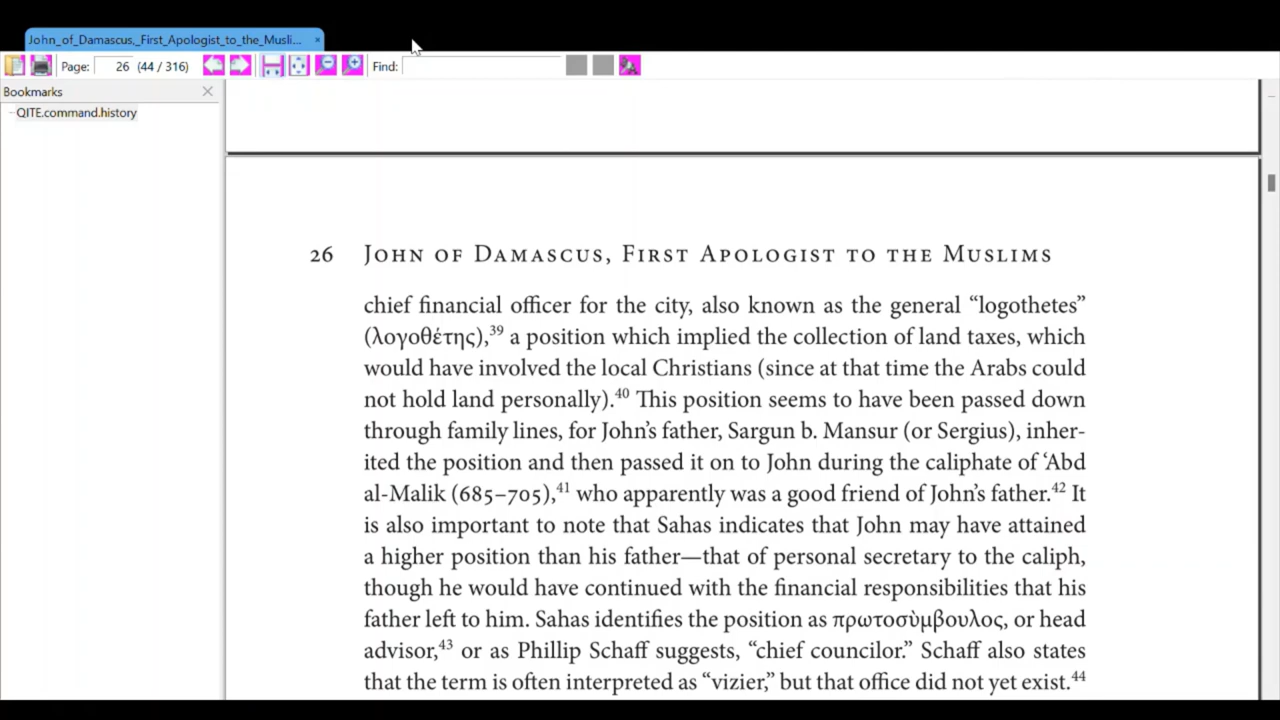 John_of_Damascus,_First_Apologist_to_the_Musli... ×
Page: 26 (44 / 316) Find:
Bookmarks
QITE.command.history
26 John of Damascus, First Apologist to the Muslims
chief financial officer for the city, also known as the general “logothetes”
(λογοθέτης),39 a position which implied the collection of land taxes, which
would have involved the local Christians (since at that time the Arabs could
not hold land personally).40 This position seems to have been passed down
through family lines, for John’s father, Sargun b. Mansur (or Sergius), inher-
ited the position and then passed it on to John during the caliphate of ‘Abd
al-Malik (685–705),41 who apparently was a good friend of John’s father.42 It
is also important to note that Sahas indicates that John may have attained
a higher position than his father—that of personal secretary to the caliph,
though he would have continued with the financial responsibilities that his
father left to him. Sahas identifies the position as πρωτοσὺμβουλος, or head
advisor,43 or as Phillip Schaff suggests, “chief councilor.” Schaff also states
that the term is often interpreted as “vizier,” but that office did not yet exist.44